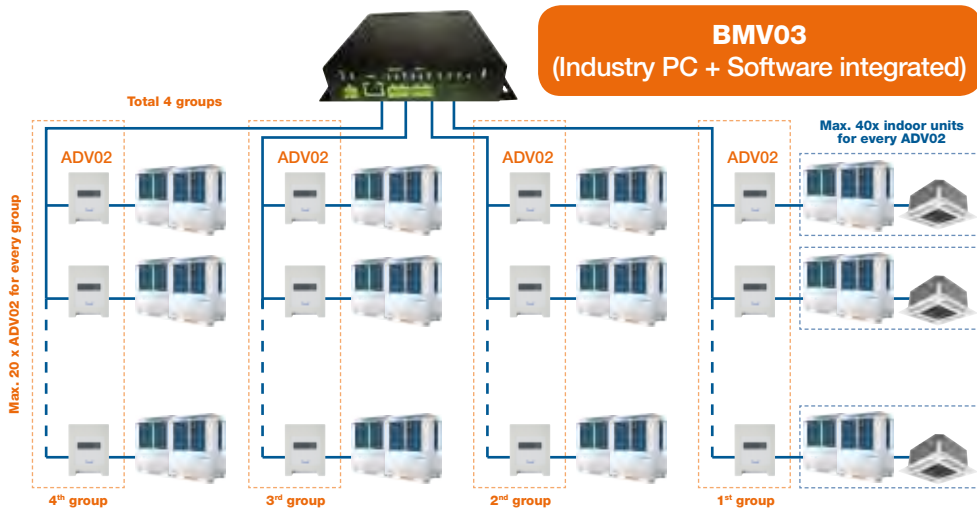 BMV03
(Industry PC + Software integrated)
Total 4 groups
Max. 40x indoor units
for every ADV02
ADV02
ADV02
ADV02
ADV02
Max. 20 x ADV02 for every group
4th group
3rd group
2nd group
1st group